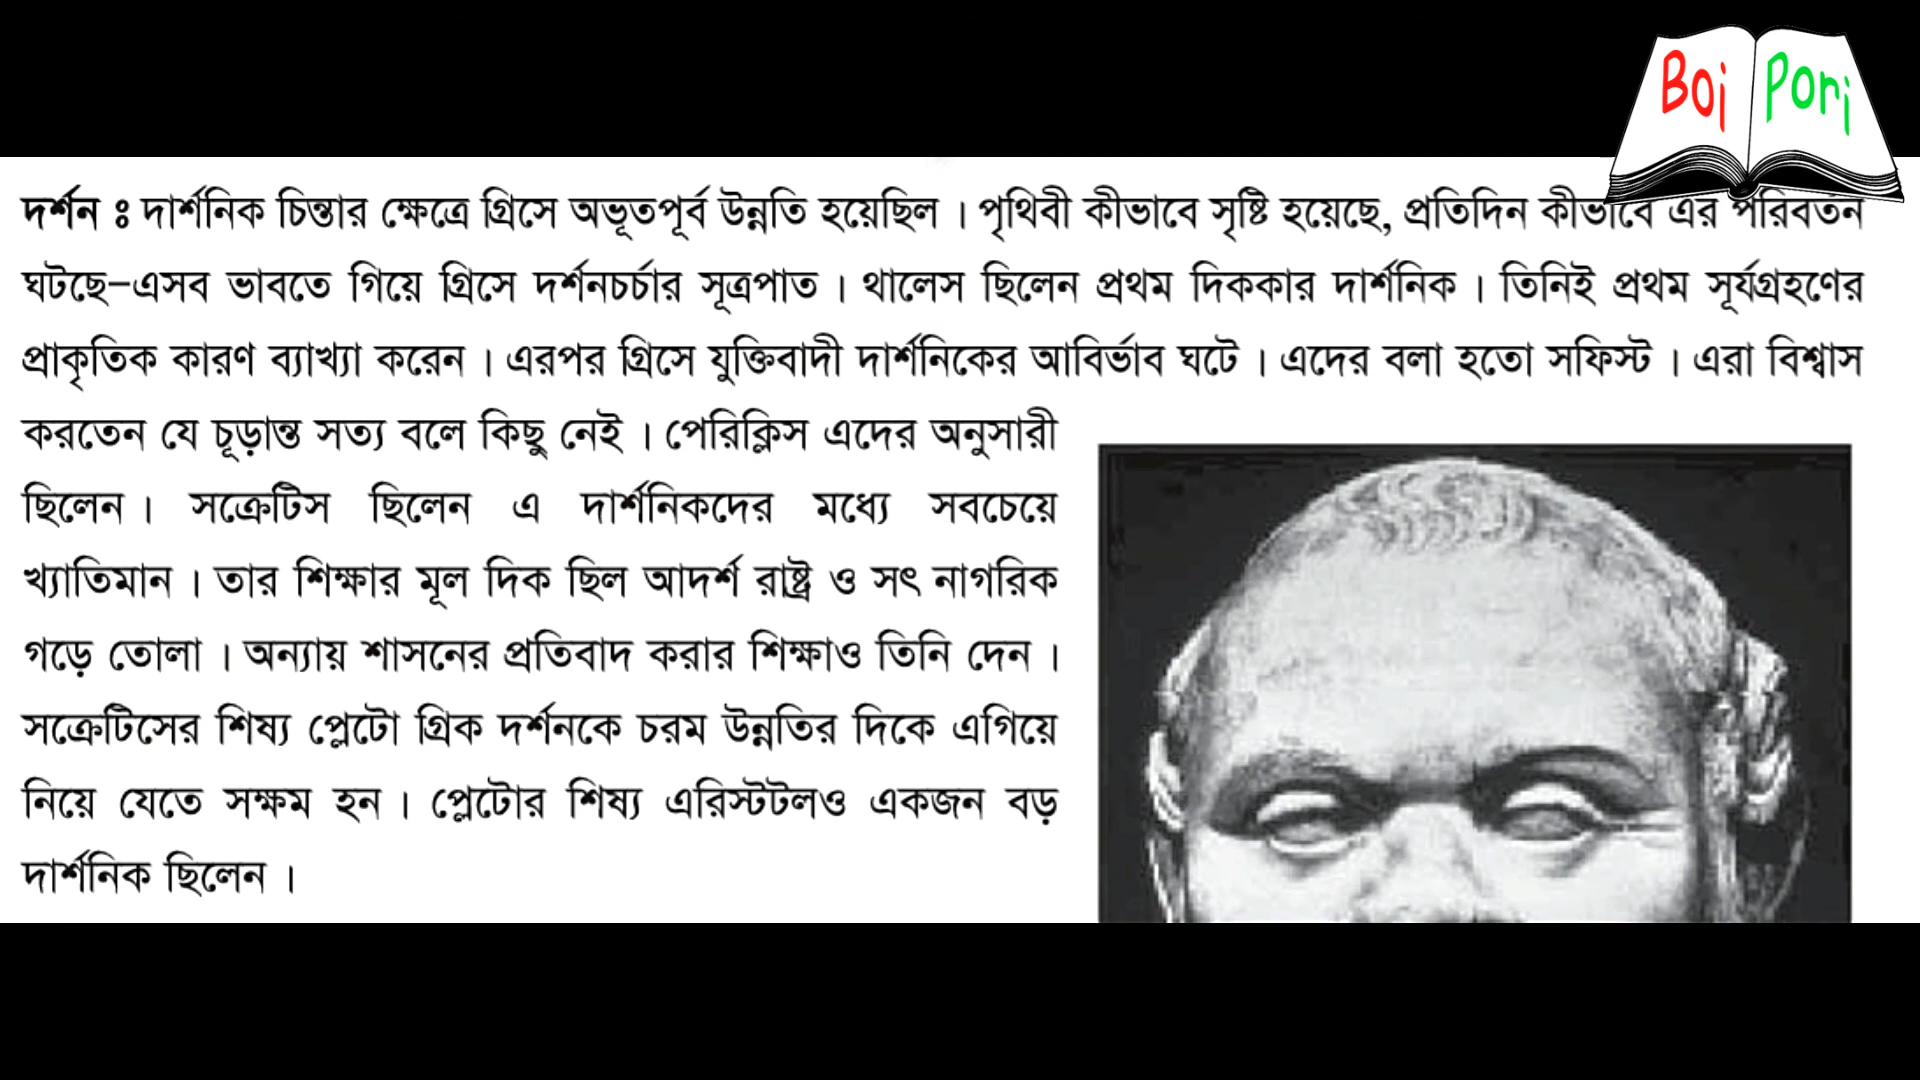 Boi Pori
দর্শন ঃ দার্শনিক চিন্তার ক্ষেত্রে গ্রিসে অভূতপূর্ব উন্নতি হয়েছিল । পৃথিবী কীভাবে সৃষ্টি হয়েছে, প্রতিদিন কীভাবে এর পরিবর্তন
ঘটছে–এসব ভাবতে গিয়ে গ্রিসে দর্শনচর্চার সূত্রপাত । থালেস ছিলেন প্রথম দিককার দার্শনিক । তিনিই প্রথম সূর্যগ্রহণের
প্রাকৃতিক কারণ ব্যাখ্যা করেন । এরপর গ্রিসে যুক্তিবাদী দার্শনিকের আবির্ভাব ঘটে । এদের বলা হতো সফিস্ট । এরা বিশ্বাস
করতেন যে চূড়ান্ত সত্য বলে কিছু নেই । পেরিক্লিস এদের অনুসারী
ছিলেন । সক্রেটিস ছিলেন এ দার্শনিকদের মধ্যে সবচেয়ে
খ্যাতিমান । তার শিক্ষার মূল দিক ছিল আদর্শ রাষ্ট্র ও সৎ নাগরিক
গড়ে তোলা । অন্যায় শাসনের প্রতিবাদ করার শিক্ষাও তিনি দেন ।
সক্রেটিসের শিষ্য প্লেটো গ্রিক দর্শনকে চরম উন্নতির দিকে এগিয়ে
নিয়ে যেতে সক্ষম হন । প্লেটোর শিষ্য এরিস্টটলও একজন বড়
দার্শনিক ছিলেন ।